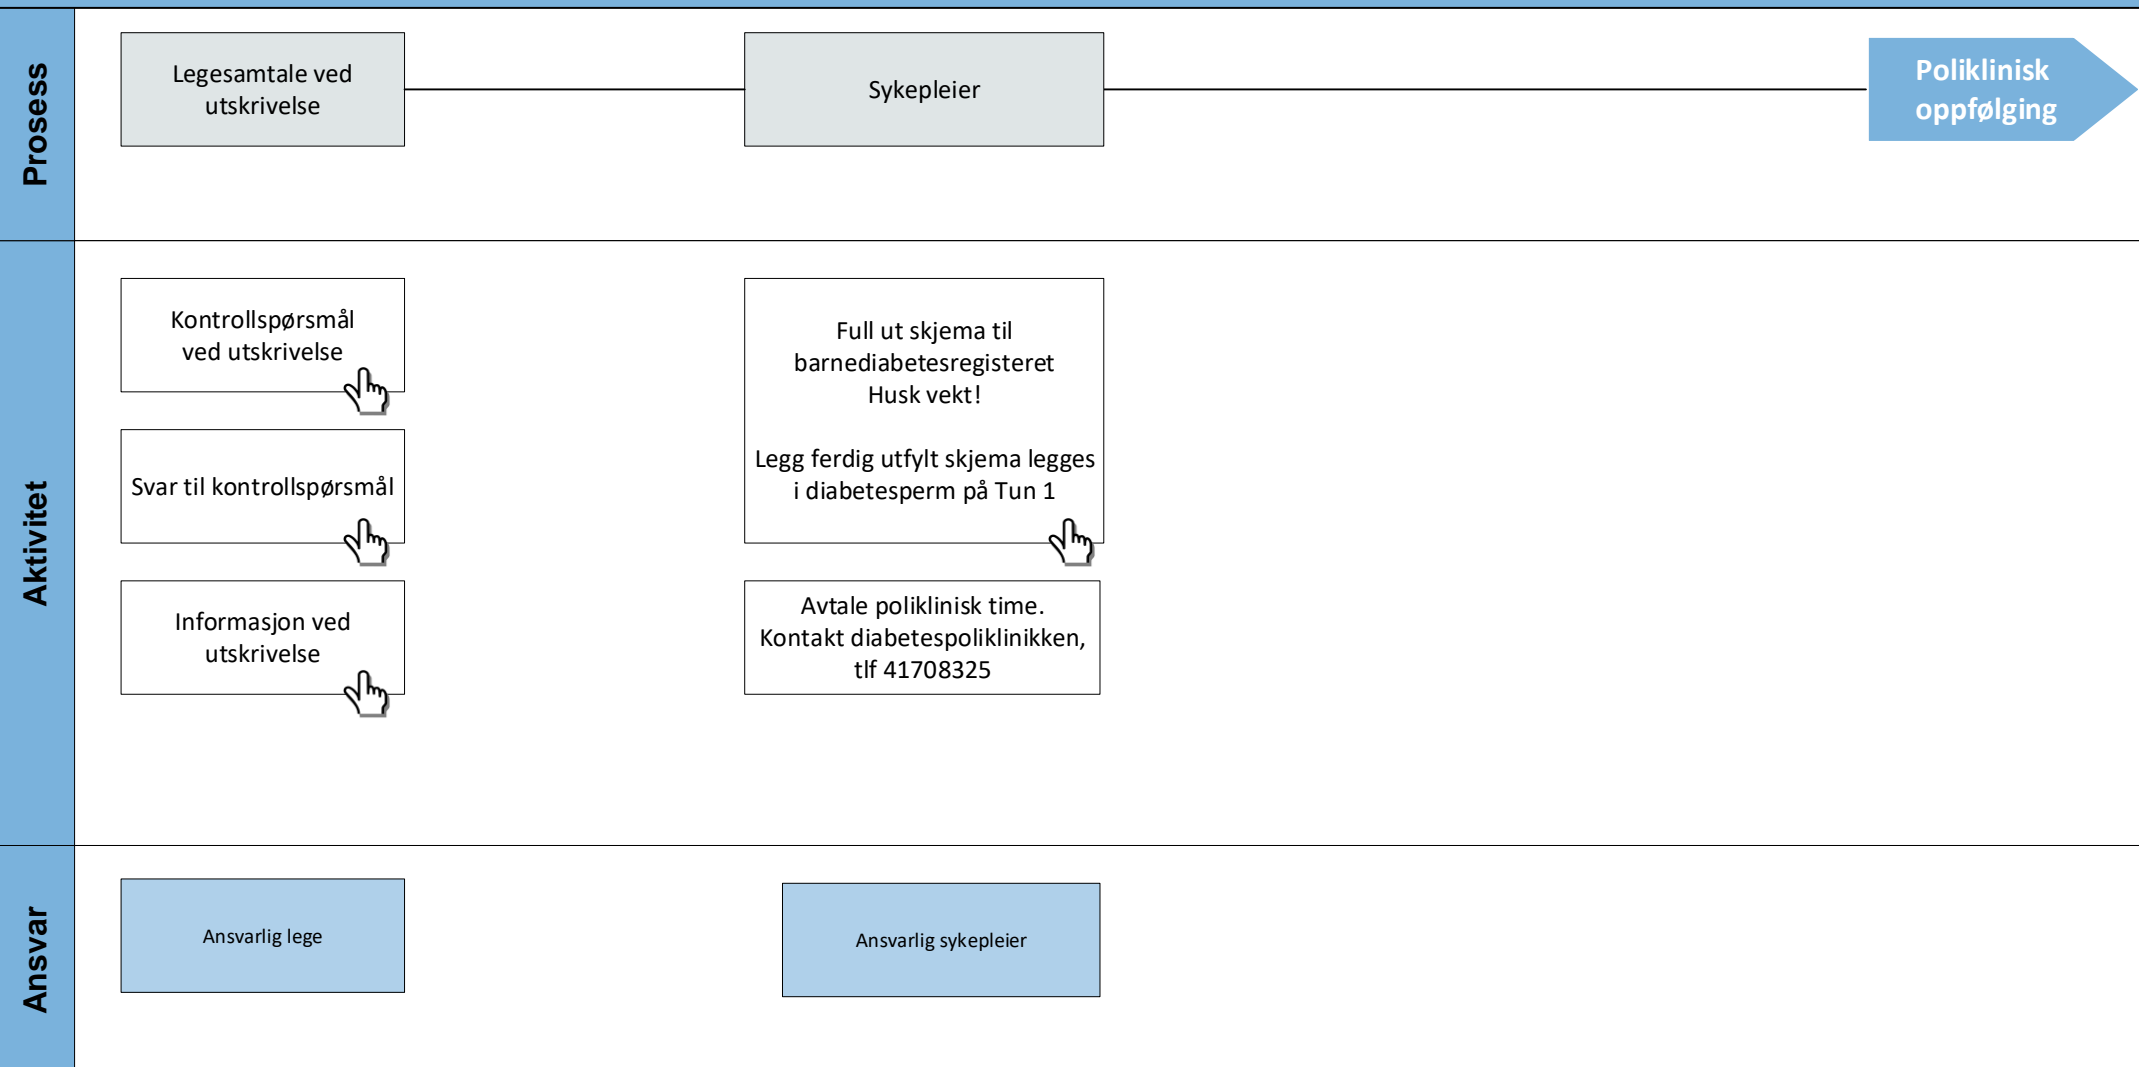 Prosess
Legesamtale ved
utskrivelse
Sykepleier
Poliklinisk
oppfølging
Aktivitet
Kontrollspørsmål
ved utskrivelse
Svar til kontrollspørsmål
Informasjon ved
utskrivelse
Full ut skjema til
barnediabetesregisteret
Husk vekt!
Legg ferdig utfylt skjema legges
i diabetesperm på Tun 1
Avtale poliklinisk time.
Kontakt diabetespoliklinikken,
tlf 41708325
Ansvar
Ansvarlig lege
Ansvarlig sykepleier